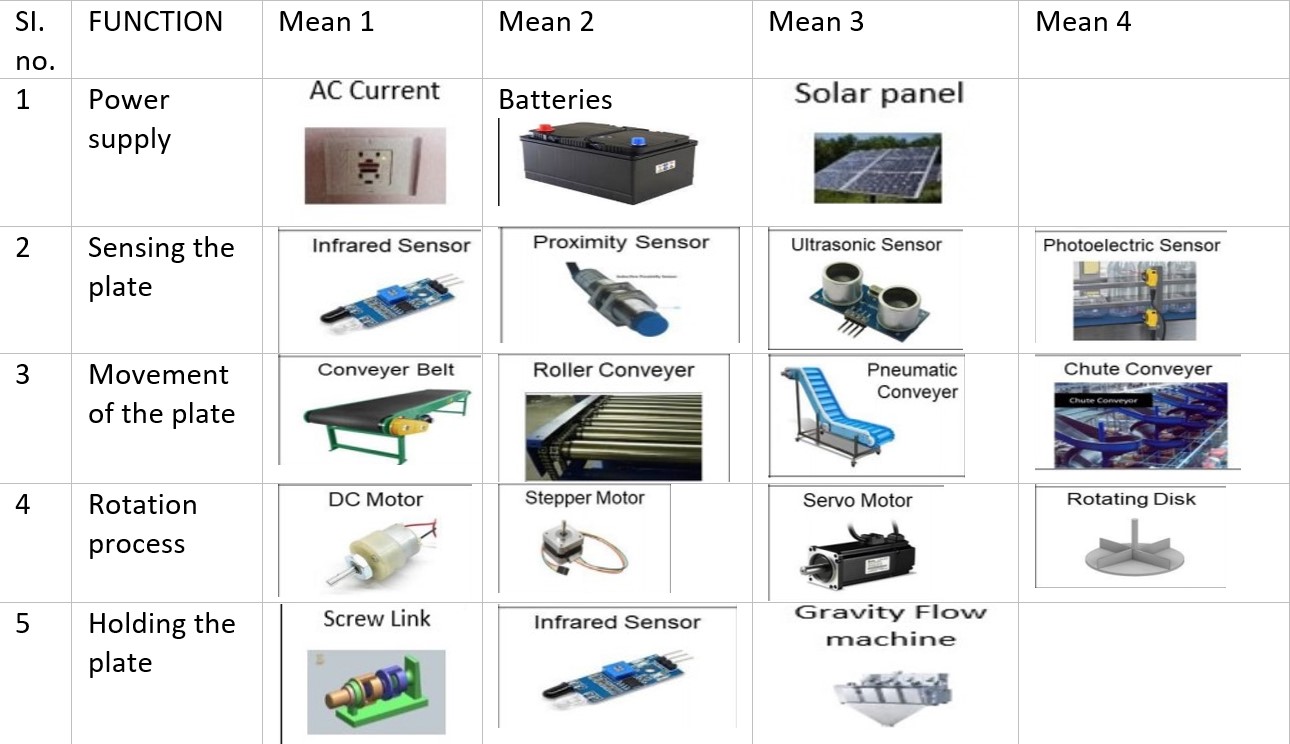 SI. no.
FUNCTION
Mean 1
Mean 2
Mean 3
Mean 4
1
Power supply
AC Current
Batteries
Solar panel
2
Sensing the plate
Infrared Sensor
Proximity Sensor
Inductive Proximity Sensor
Ultrasonic Sensor
Photoelectric Sensor
3
Movement of the plate
Conveyer Belt
Roller Conveyer
Pneumatic Conveyer
Chute Conveyer
Chute Conveyor
4
Rotation process
DC Motor
Stepper Motor
Servo Motor
Rotating Disk
5
Holding the plate
Screw Link
Infrared Sensor
Gravity Flow machine